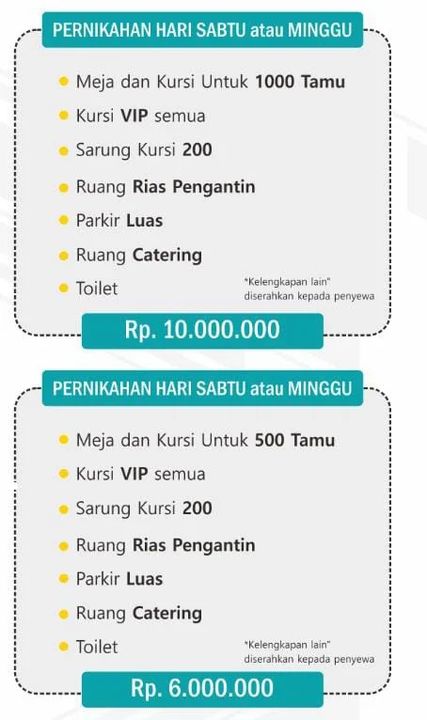 PERNIKAHAN HARI SABTU atau MINGGU
Meja dan Kursi Untuk 1000 Tamu
Kursi VIP semua
Sarung Kursi 200
Ruang Rias Pengantin
Parkir Luas
Ruang Catering
Toilet
"Kelengkapan lain"
diserahkan kepada penyewa
Rp. 10.000.000
PERNIKAHAN HARI SABTU atau MINGGU
Meja dan Kursi Untuk 500 Tamu
Kursi VIP semua
Sarung Kursi 200
Ruang Rias Pengantin
Parkir Luas
Ruang Catering
Toilet
"Kelengkapan lain"
diserahkan kepada penyewa
Rp. 6.000.000